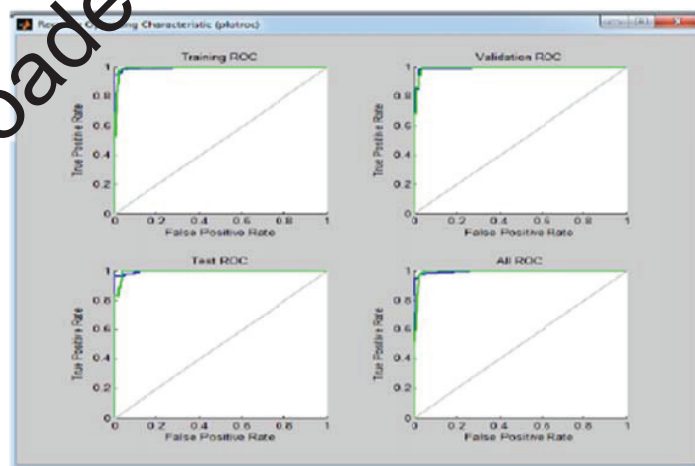 oade
Receiver Operating Characteristic (plotroc)
Training ROC
True Positive Rate
1
0.8
0.6
0.4
0.2
0
0 0.2 0.4 0.6 0.8 1
False Positive Rate
Validation ROC
True Positive Rate
1
0.8
0.6
0.4
0.2
0
0 0.2 0.4 0.6 0.8 1
False Positive Rate
Test ROC
True Positive Rate
1
0.8
0.6
0.4
0.2
0
0 0.2 0.4 0.6 0.8 1
False Positive Rate
All ROC
True Positive Rate
1
0.8
0.6
0.4
0.2
0
0 0.2 0.4 0.6 0.8 1
False Positive Rate